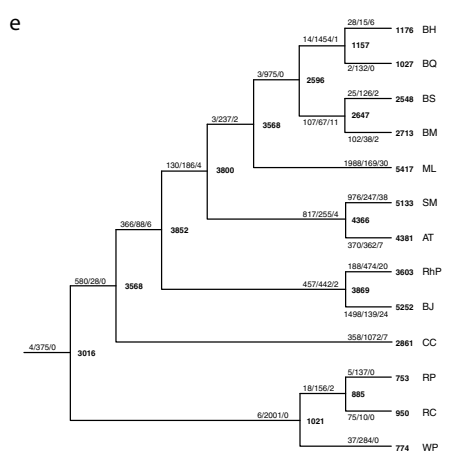 e
28/15/6
1176 BH
14/1454/1
1157
2/132/0
1027 BQ
3/975/0
2596
25/126/2
2548 BS
107/67/11
2647
102/38/2
2713 BM
3/237/2
3568
1988/169/30
5417 ML
130/186/4
3800
976/247/38
5133 SM
817/255/4
4366
370/362/7
4381 AT
366/88/6
3852
188/474/20
3603 RhP
457/442/2
3869
1498/139/24
5252 BJ
580/28/0
3568
358/1072/7
2861 CC
4/375/0
3016
5/137/0
753 RP
18/156/2
885
75/10/0
950 RC
6/2001/0
1021
37/284/0
774 WP